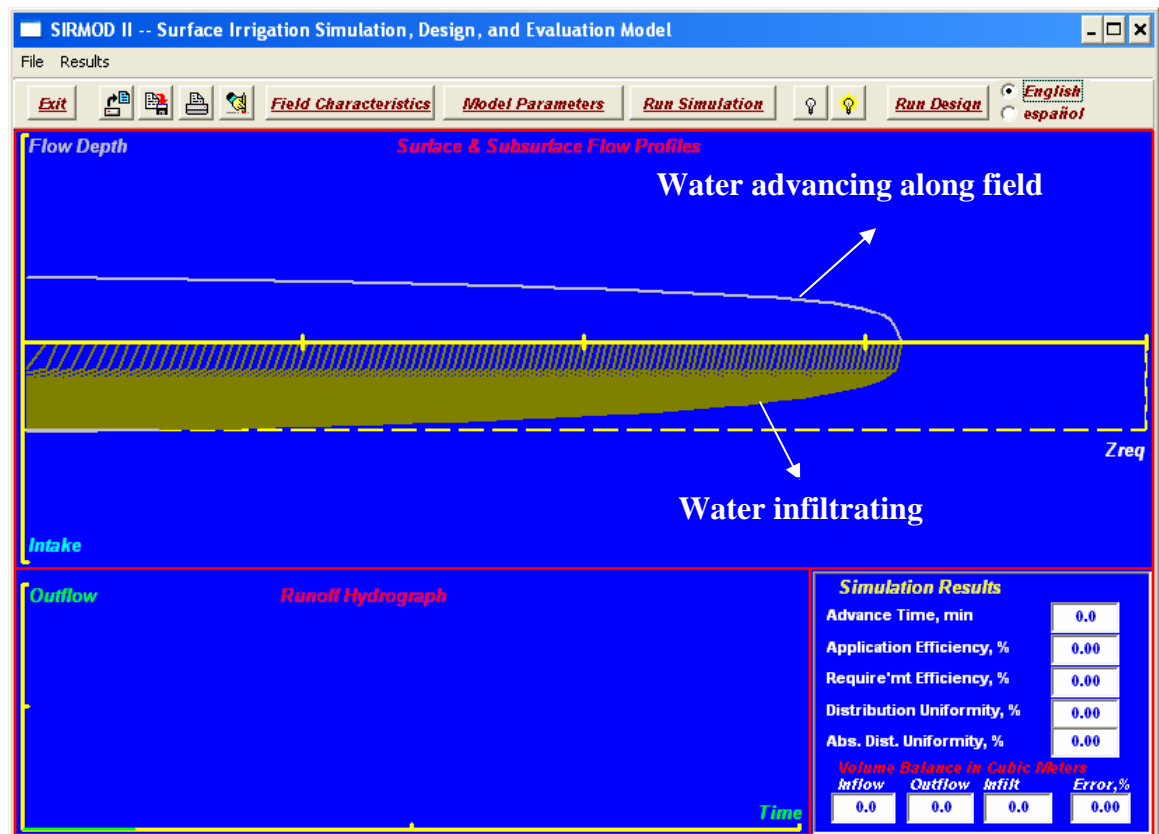 SIRMOD II -- Surface Irrigation Simulation, Design, and Evaluation Model
File Results
Exit Field Characteristics Model Parameters Run Simulation Run Design English
español
Flow Depth Surface & Subsurface Flow Profiles
Water advancing along field
Zreq
Water infiltrating
Intake
Outflow Runoff Hydrograph
Time
Simulation Results
Advance Time, min 0.0
Application Efficiency, % 0.00
Require'mt Efficiency, % 0.00
Distribution Uniformity, % 0.00
Abs. Dist. Uniformity, % 0.00
Volume Balance in Cubic Meters
Inflow Outflow Infilt Error,%
0.0 0.0 0.0 0.00